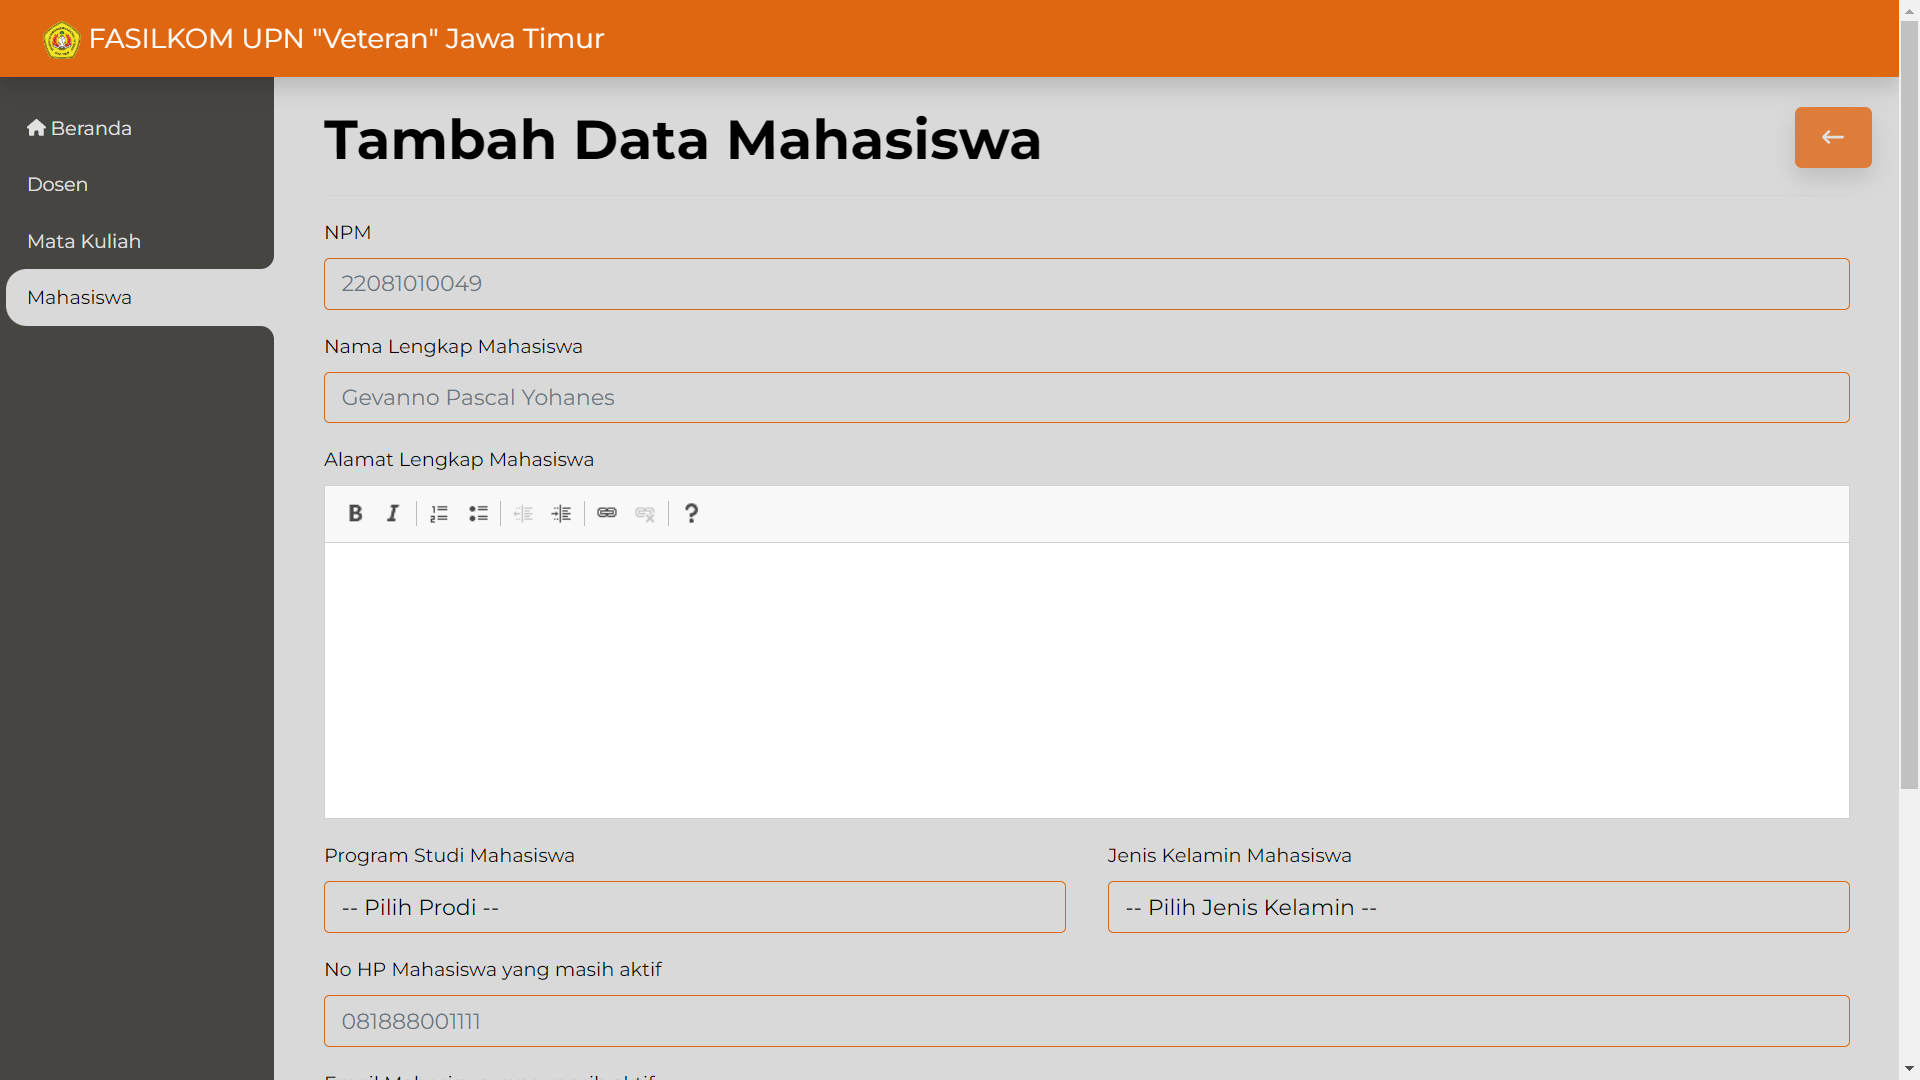 FASILKOM UPN "Veteran" Jawa Timur
Beranda
Dosen
Mata Kuliah
Mahasiswa
Tambah Data Mahasiswa
NPM
22081010049
Nama Lengkap Mahasiswa
Gevanno Pascal Yohanes
Alamat Lengkap Mahasiswa
Program Studi Mahasiswa
-- Pilih Prodi --
Jenis Kelamin Mahasiswa
-- Pilih Jenis Kelamin --
No HP Mahasiswa yang masih aktif
081888001111